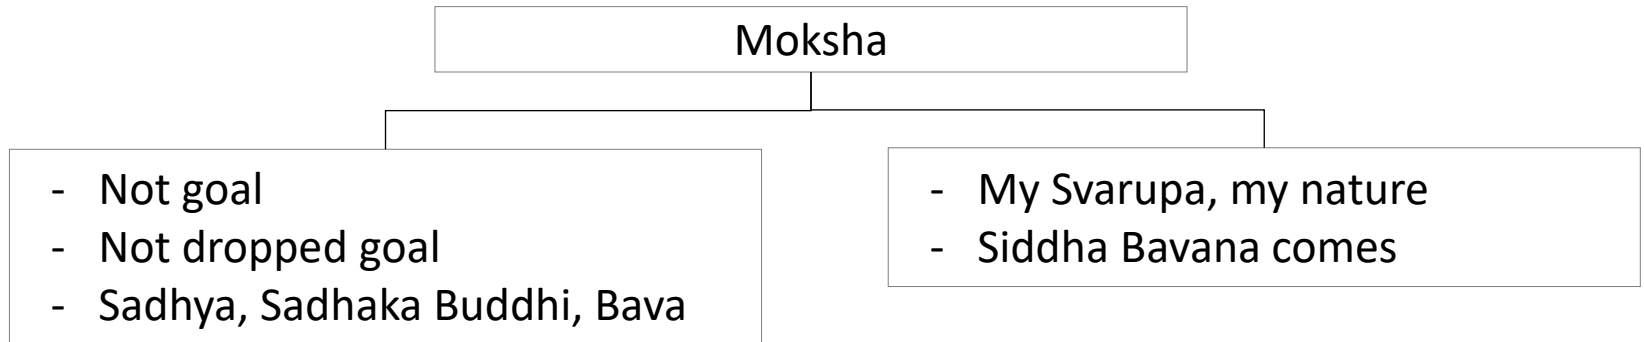 Moksha
- Not goal
- Not dropped goal
- Sadhya, Sadhaka Buddhi, Bava
- My Svarupa, my nature
- Siddha Bavana comes